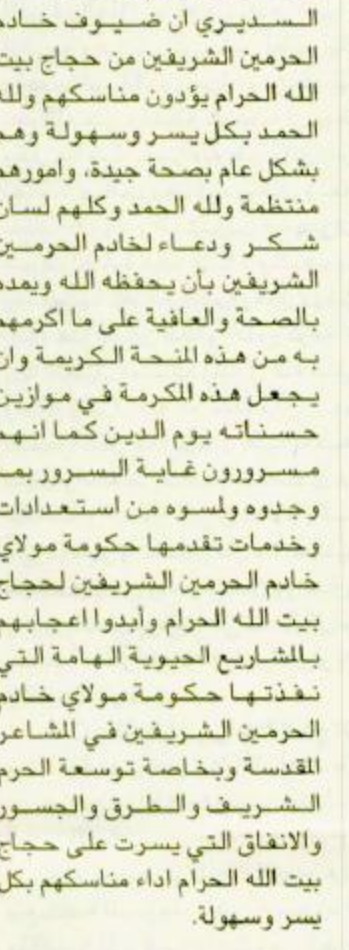 السديري ان ضيوف خادم
الحرمين الشريفين من حجاج بيت
الله الحرام يؤدون مناسكهم ولله
الحمد بكل يسر وسهولة وهم
بشكل عام بصحة جيدة، وامورهم
منتظمة ولله الحمد وكلهم لسان
شكر ودعاء لخادم الحرمين
الشريفين بأن يحفظه الله ويمده
بالصحة والعافية على ما اكرمهم
به من هذه المنحة الكريمة وان
يجعل هذه المكرمة في موازين
حسناته يوم الدين كما انهم
مسرورون غاية السرور بما
وجدوه ولمسوه من استعدادات
وخدمات تقدمها حكومة مولاي
خادم الحرمين الشريفين لحجاج
بيت الله الحرام وأبدوا اعجابهم
بالمشاريع الحيوية الهامة التي
نفذتها حكومة مولاي خادم
الحرمين الشريفين في المشاعر
المقدسة وبخاصة توسعة الحرم
الشريف والطرق والجسور
والانفاق التي يسرت على حجاج
بيت الله الحرام اداء مناسكهم بكل
يسر وسهولة.